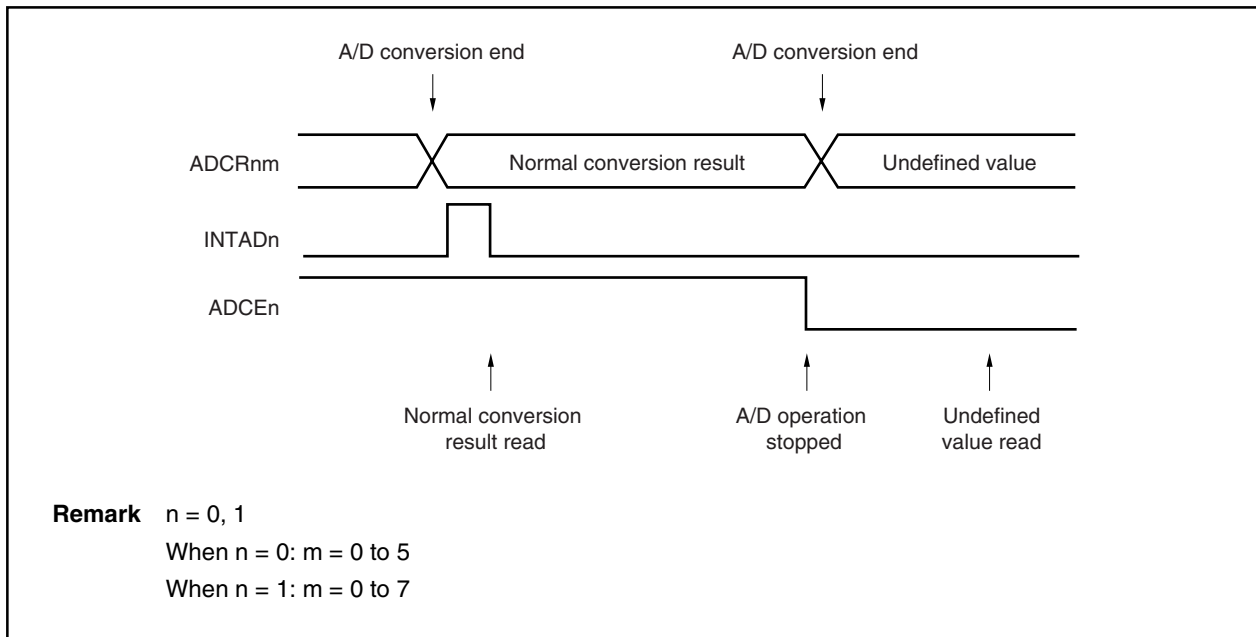 A/D conversion end
A/D conversion end
ADCRnm
Normal conversion result
Undefined value
INTADn
ADCEn
Normal conversion
result read
A/D operation
stopped
Undefined
value read
Remark n = 0, 1
When n = 0: m = 0 to 5
When n = 1: m = 0 to 7